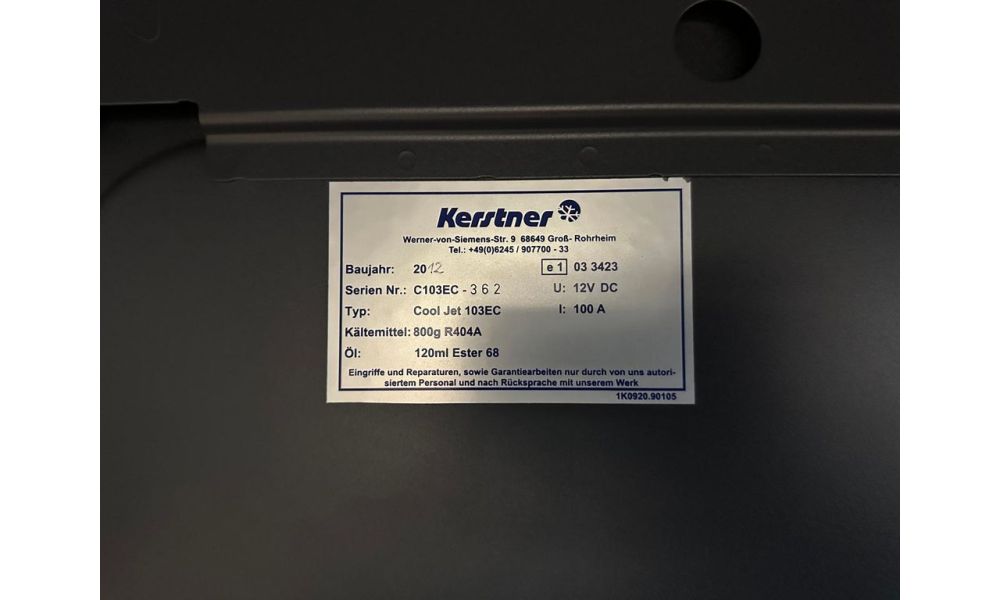 Kerstner
Werner-von-Siemens-Str. 9 68649 Groß- Rohrheim
Tel.: +49(0)6245 / 907700 - 33
Baujahr: 2012 e 1 03 3423
Serien Nr.: C103EC - 362 U: 12V DC
Typ: Cool Jet 103EC I: 100 A
Kältemittel: 800g R404A
Öl: 120ml Ester 68
Eingriffe und Reparaturen, sowie Garantiearbeiten nur durch von uns autori-
siertem Personal und nach Rücksprache mit unserem Werk
1K0920.90105